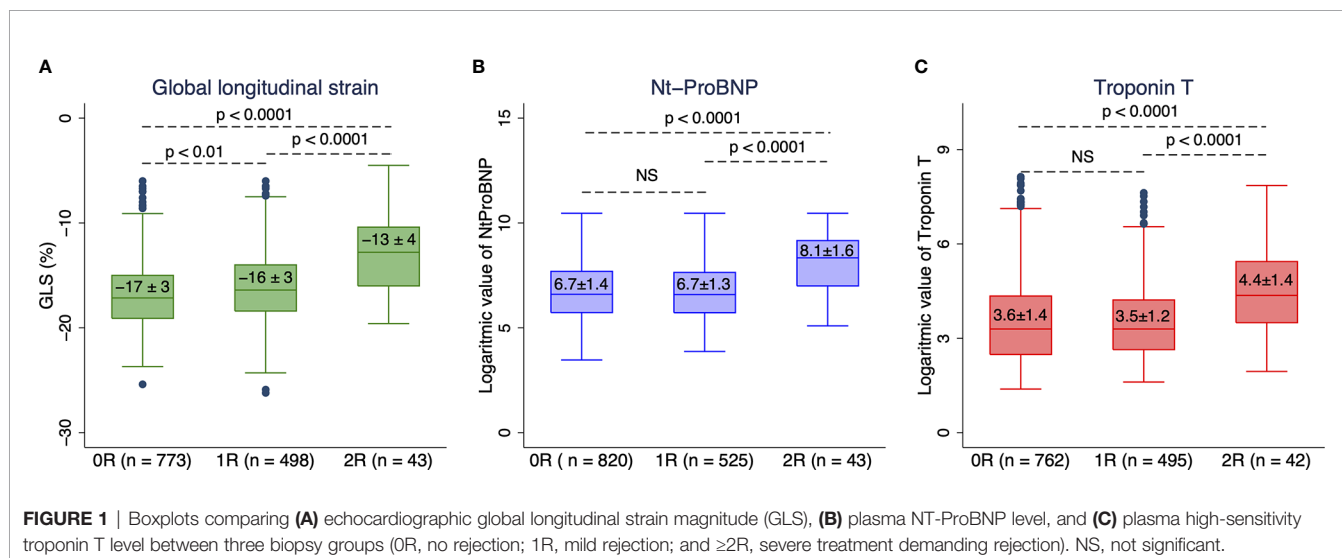 A
Global longitudinal strain
p < 0.0001
p < 0.01
p < 0.0001
GLS (%)
0
−10
−20
−30
−17 ± 3
−16 ± 3
−13 ± 4
0R (n = 773)
1R (n = 498)
2R (n = 43)
B
Nt−ProBNP
p < 0.0001
p < 0.0001
NS
Logaritmic value of NtProBNP
15
10
5
0
6.7±1.4
6.7±1.3
8.1±1.6
0R ( n = 820)
1R (n = 525)
2R (n = 43)
C
Troponin T
p < 0.0001
p < 0.0001
NS
Logaritmic value of Troponin T
9
6
3
0
3.6±1.4
3.5±1.2
4.4±1.4
0R (n = 762)
1R (n = 495)
2R (n = 42)
FIGURE 1 | Boxplots comparing (A) echocardiographic global longitudinal strain magnitude (GLS), (B) plasma NT-ProBNP level, and (C) plasma high-sensitivity
troponin T level between three biopsy groups (0R, no rejection; 1R, mild rejection; and ≥2R, severe treatment demanding rejection). NS, not significant.